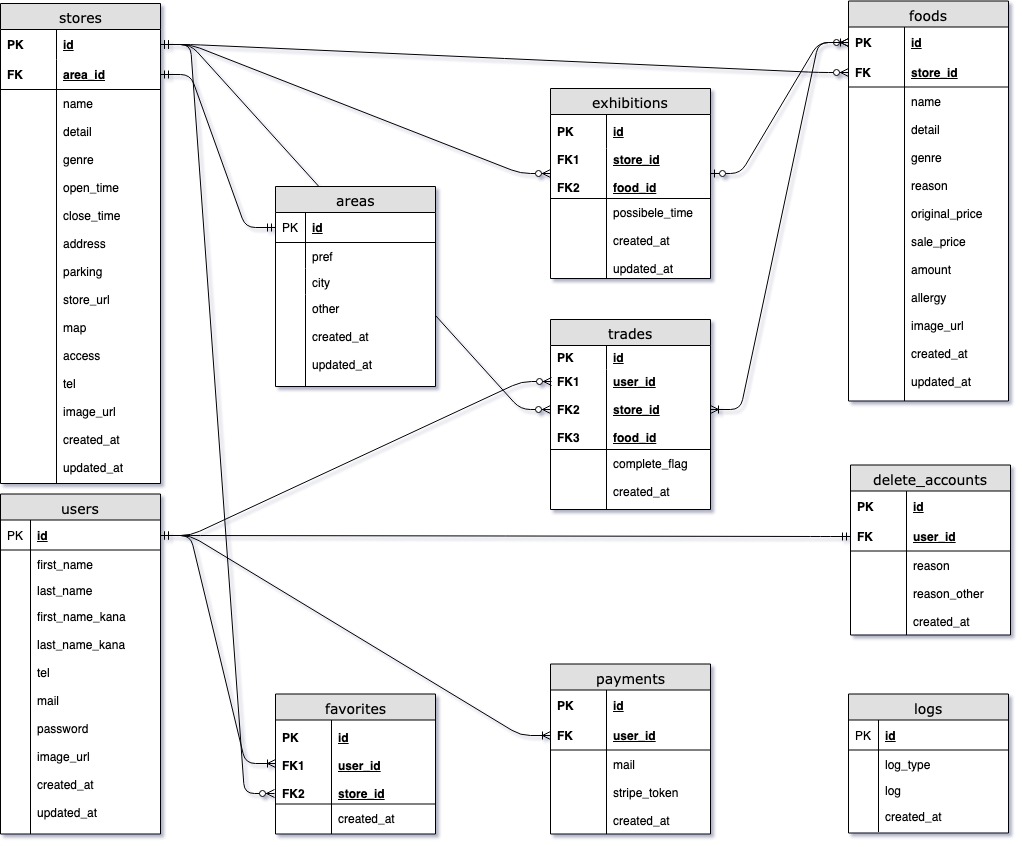 stores
PK id
FK area_id
name
detail
genre
open_time
close_time
address
parking
store_url
map
access
tel
image_url
created_at
updated_at
foods
PK id
FK store_id
name
detail
genre
reason
original_price
sale_price
amount
allergy
image_url
created_at
updated_at
exhibitions
PK id
FK1 store_id
FK2 food_id
possibele_time
created_at
updated_at
areas
PK id
pref
city
other
created_at
updated_at
trades
PK id
FK1 user_id
FK2 store_id
FK3 food_id
complete_flag
created_at
users
PK id
first_name
last_name
first_name_kana
last_name_kana
tel
mail
password
image_url
created_at
updated_at
delete_accounts
PK id
FK user_id
reason
reason_other
created_at
favorites
PK id
FK1 user_id
FK2 store_id
created_at
payments
PK id
FK user_id
mail
stripe_token
created_at
logs
PK id
log_type
log
created_at